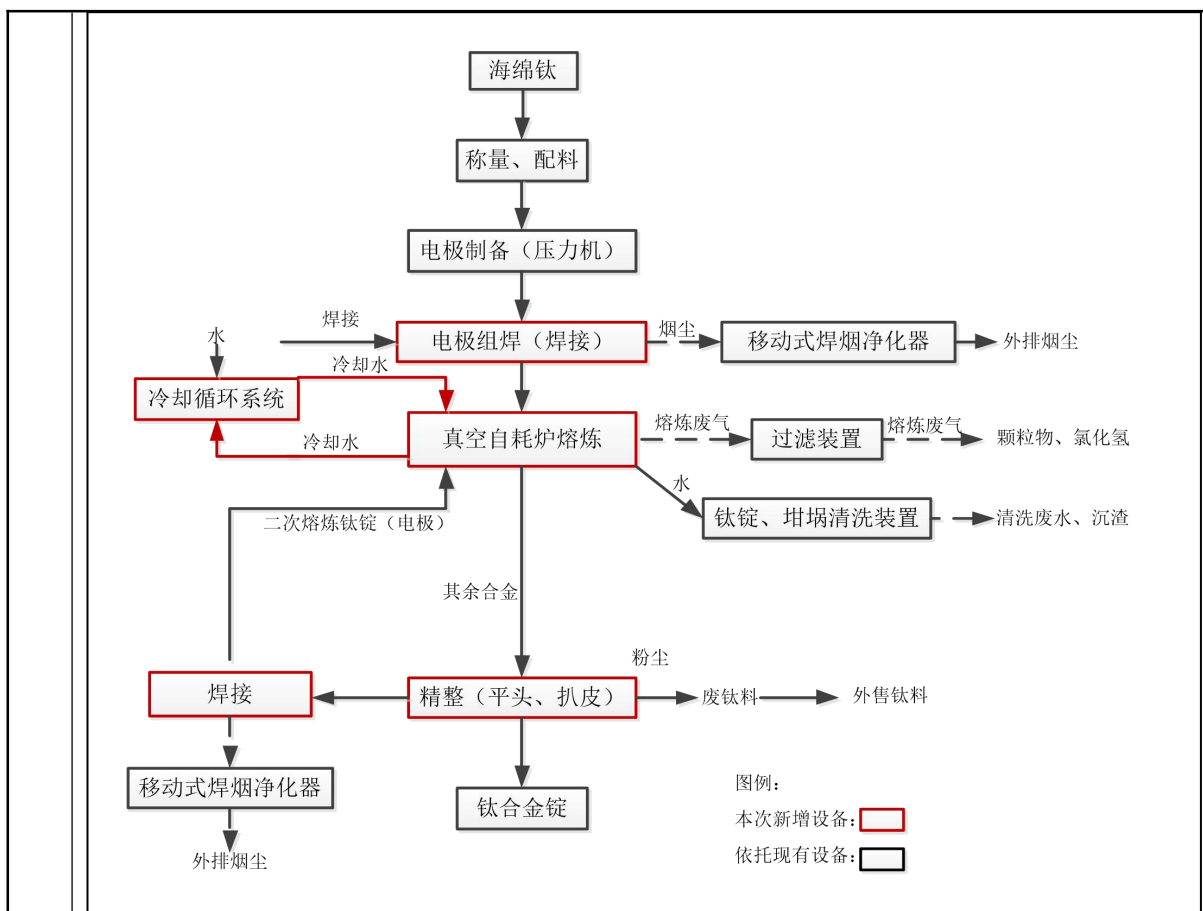 海绵钛
称量、配料
电极制备（压力机）
焊接
水
电极组焊（焊接）
烟尘
移动式焊烟净化器
外排烟尘
冷却水
冷却循环系统
冷却水
真空自耗炉熔炼
熔炼废气
过滤装置
熔炼废气
颗粒物、氯化氢
水
二次熔炼钛锭（电极）
钛锭、坩埚清洗装置
清洗废水、沉渣
其余合金
粉尘
焊接
精整（平头、扒皮）
废钛料
外售钛料
移动式焊烟净化器
钛合金锭
外排烟尘
图例：
本次新增设备：
依托现有设备：